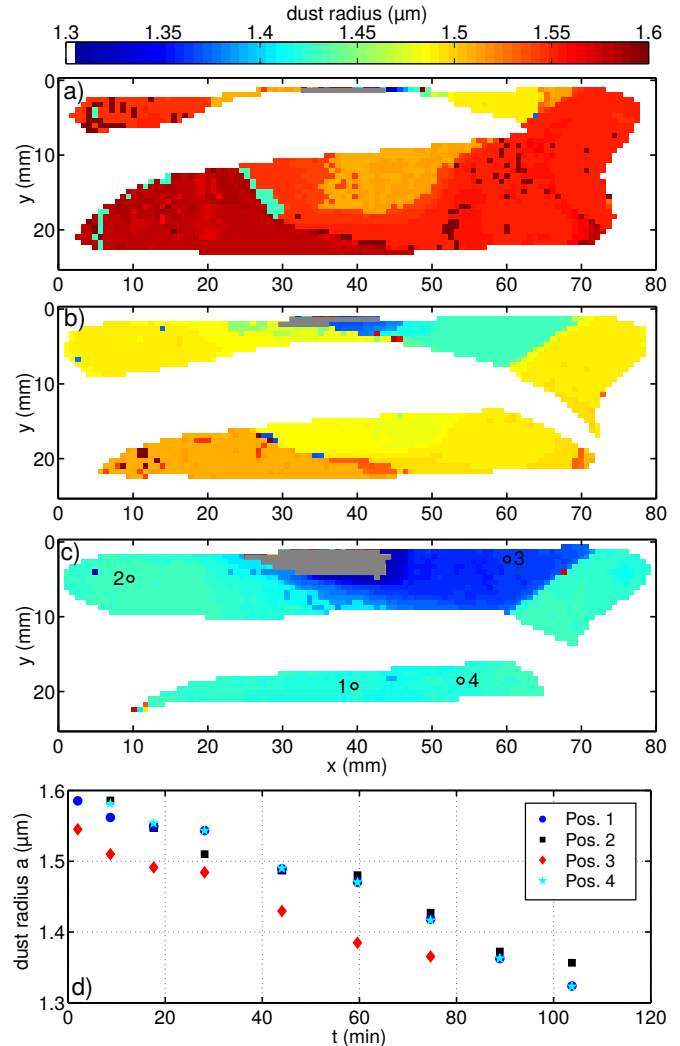 dust radius (µm)
1.3 1.35 1.4 1.45 1.5 1.55 1.6
a)
0
10
20
y (mm)
0 10 20 30 40 50 60 70 80
b)
0
10
20
y (mm)
0 10 20 30 40 50 60 70 80
c)
0
2 3
10
1 4
20
y (mm)
0 10 20 30 40 50 60 70 80
x (mm)
1.6
Pos. 1
Pos. 2
Pos. 3
Pos. 4
1.5
1.4
1.3
dust radius a (µm)
d)
0 20 40 60 80 100 120
t (min)